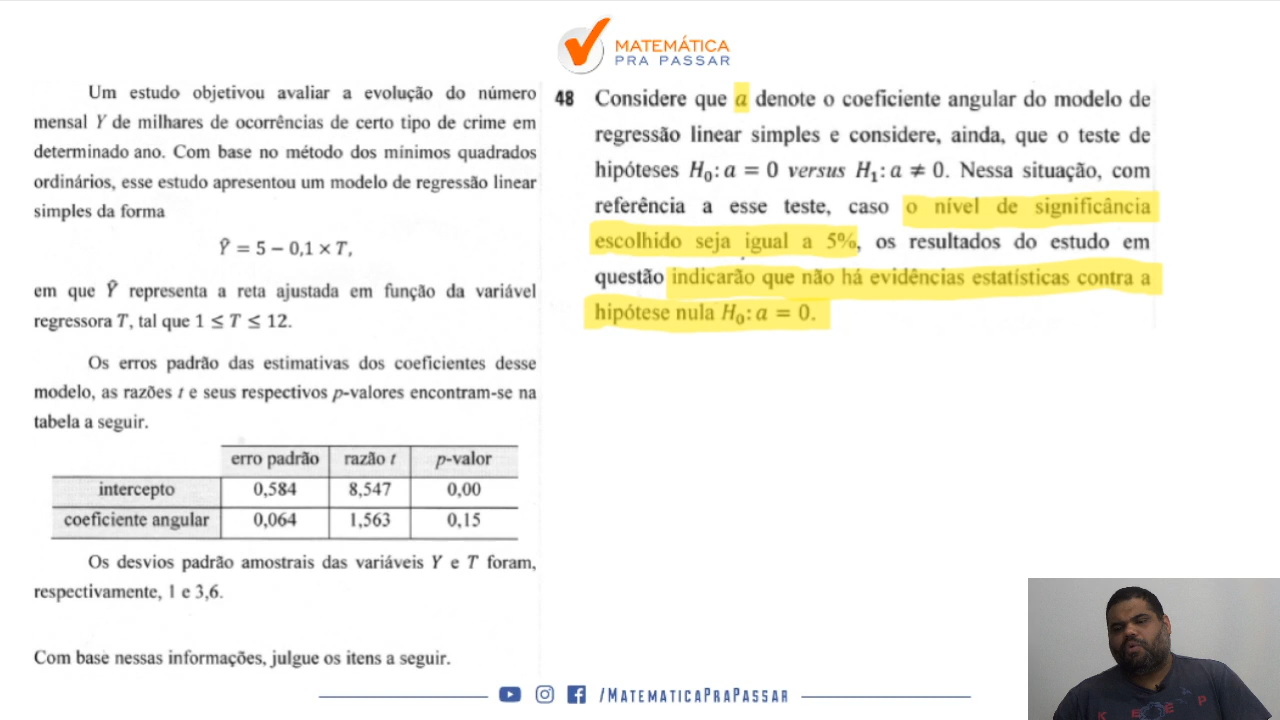 MATEMÁTICA
PRA PASSAR
Um estudo objetivou avaliar a evolução do número
mensal Y de milhares de ocorrências de certo tipo de crime em
determinado ano. Com base no método dos mínimos quadrados
ordinários, esse estudo apresentou um modelo de regressão linear
simples da forma
Ŷ = 5 − 0,1 × T,
em que Ŷ representa a reta ajustada em função da variável
regressora T, tal que 1 ≤ T ≤ 12.
Os erros padrão das estimativas dos coeficientes desse
modelo, as razões t e seus respectivos p-valores encontram-se na
tabela a seguir.
erro padrão razão t p-valor
intercepto 0,584 8,547 0,00
coeficiente angular 0,064 1,563 0,15
Os desvios padrão amostrais das variáveis Y e T foram,
respectivamente, 1 e 3,6.
Com base nessas informações, julgue os itens a seguir.
48 Considere que a denote o coeficiente angular do modelo de
regressão linear simples e considere, ainda, que o teste de
hipóteses H₀: a = 0 versus H₁: a ≠ 0. Nessa situação, com
referência a esse teste, caso o nível de significância
escolhido seja igual a 5%, os resultados do estudo em
questão indicarão que não há evidências estatísticas contra a
hipótese nula H₀: a = 0.
/MATEMATICAPRAPASSAR
K E E P